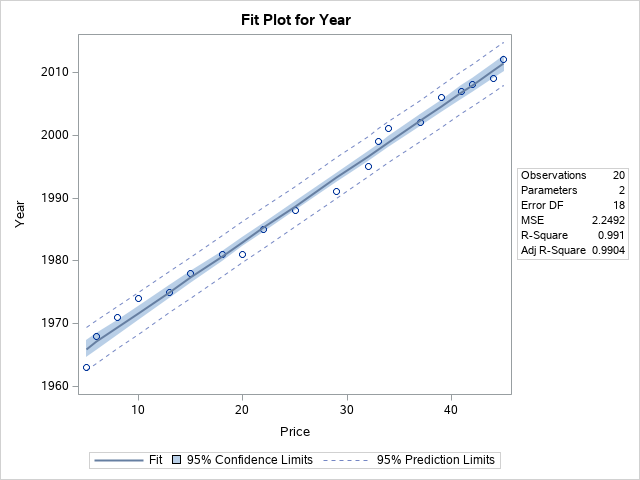 Fit Plot for Year
2010
2000
1990
1980
1970
1960
Year
10 20 30 40
Price
Observations 20
Parameters 2
Error DF 18
MSE 2.2492
R-Square 0.991
Adj R-Square 0.9904
Fit 95% Confidence Limits 95% Prediction Limits